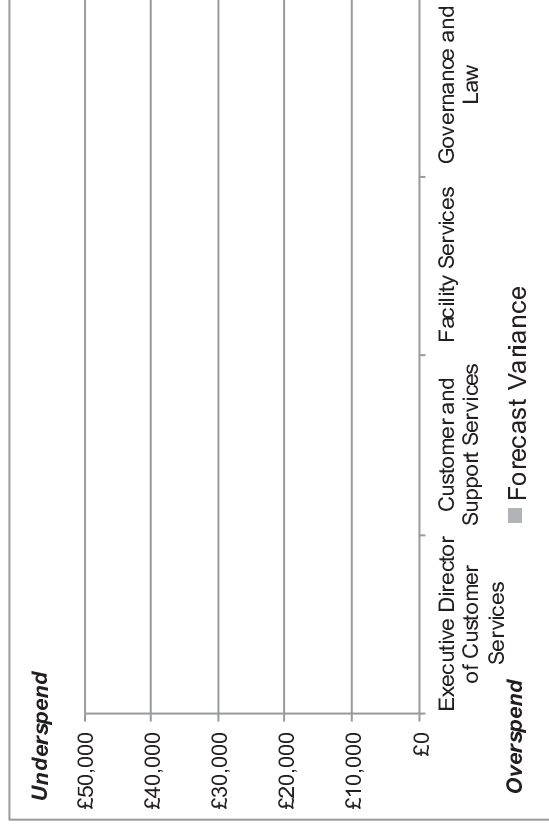 Underspend
£50,000
£40,000
£30,000
£20,000
£10,000
£0
Executive Director
of Customer
Services
Customer and
Support Services
Facility Services
Governance and
Law
Overspend
Forecast Variance